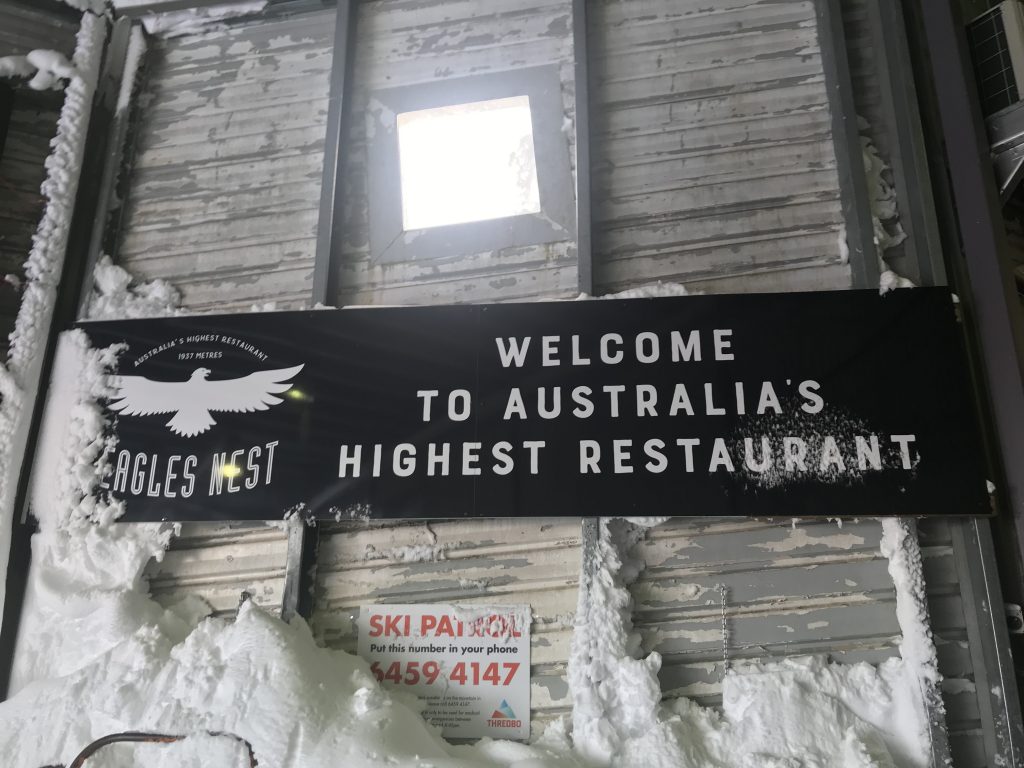 AUSTRALIA'S HIGHEST RESTAURANT
1937 METRES
EAGLES NEST
WELCOME
TO AUSTRALIA'S
HIGHEST RESTAURANT
SKI PATROL
Put this number in your phone
6459 4147
THREDBO